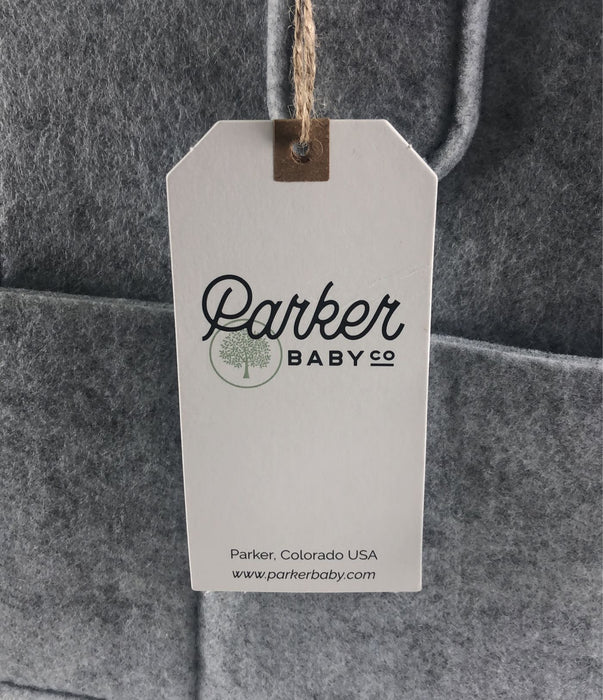 Parker
BABY CO
Parker, Colorado USA
www.parkerbaby.com